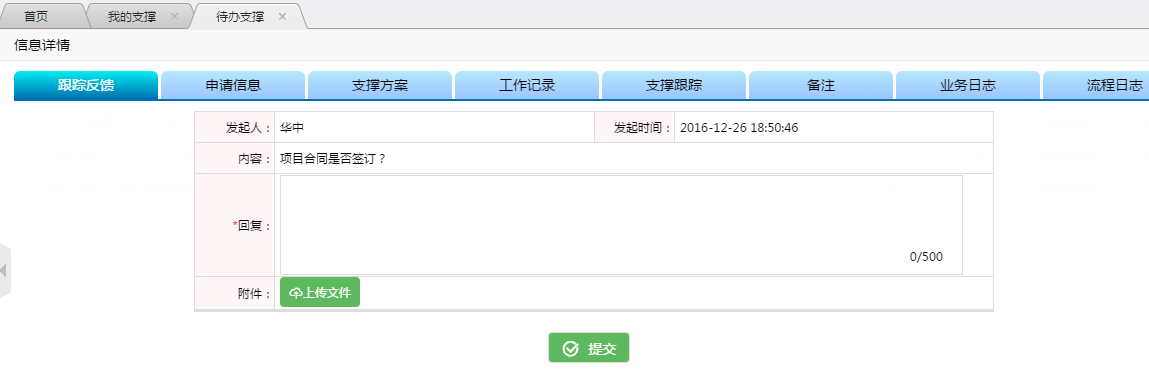 首页 我的支撑 待办支撑
信息详情
跟踪反馈 申请信息 支撑方案 工作记录 支撑跟踪 备注 业务日志 流程日志
发起人： 华中 发起时间： 2016-12-26 18:50:46
内容： 项目合同是否签订？
*回复：
0/500
附件： 上传文件
提交